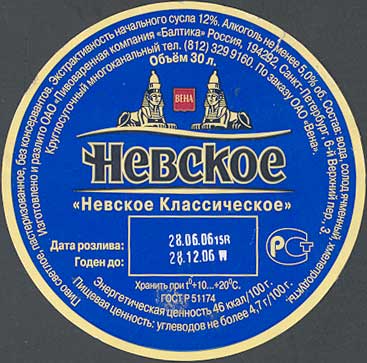 Пиво светлое, пастеризованное, без консервантов. Экстрактивность начального сусла 12%. Алкоголь не менее 5,0% об. Состав: вода, солод ячменный, хмелепродукты.
Изготовлено и разлито ОАО «Пивоваренная компания «Балтика» Россия, 194292, Санкт-Петербург, 6-й Верхний пер., 3.
Круглосуточный многоканальный тел. (812) 329 9160. По заказу ОАО «Вена».
Объём 30 л.
ВЕНА
Невское
«Невское Классическое»
Дата розлива: 28.06.06 1SR
Годен до: 28.12.06 W
PCT
Хранить при t°+10...+20°C.
ГОСТ Р 51174
Энергетическая ценность 46 ккал/100 г.
Пищевая ценность: углеводов не более 4,7 г/100 г.